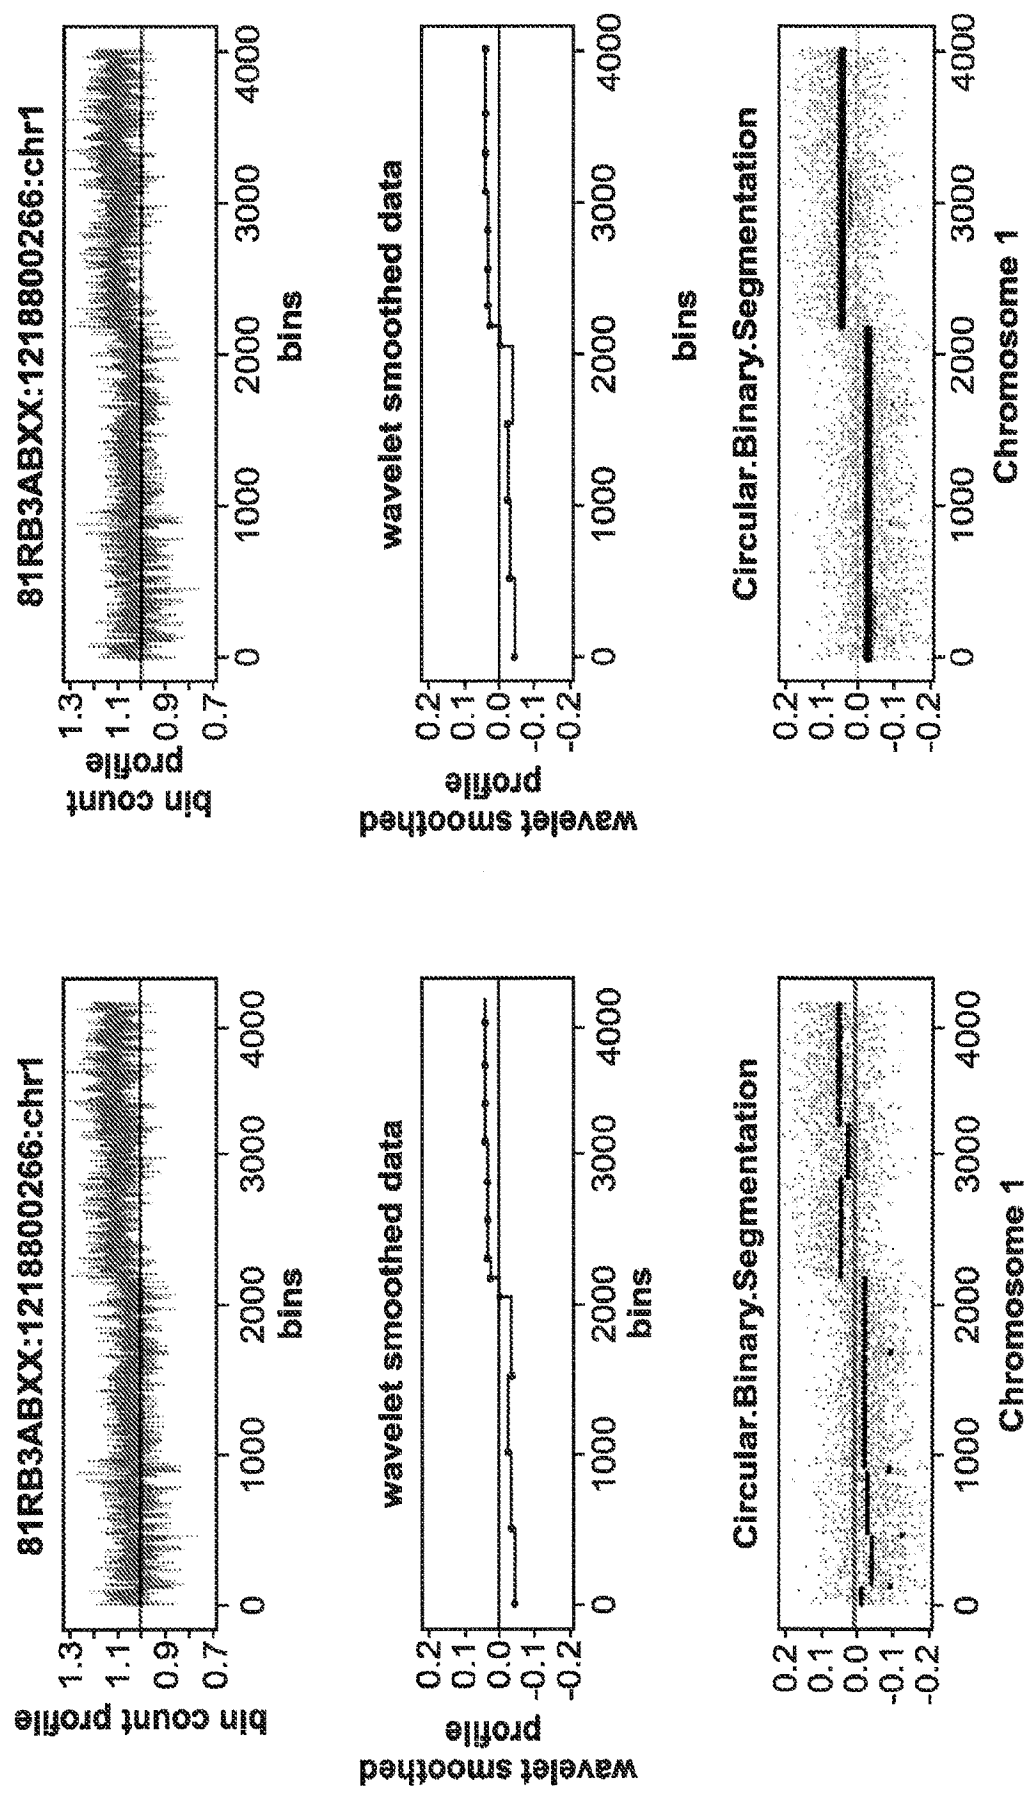 81RB3ABXX:1218800266:chr1
bin count profile
1.3
1.1
0.9
0.7
0 1000 2000 3000 4000
bins
wavelet smoothed data
wavelet smoothed
profile
0.2
0.1
0.0
-0.1
-0.2
0 1000 2000 3000 4000
bins
Circular.Binary.Segmentation
0.2
0.1
0.0
-0.1
-0.2
0 1000 2000 3000 4000
Chromosome 1
81RB3ABXX:1218800266:chr1
bin count
profile
1.3
1.1
0.9
0.7
0 1000 2000 3000 4000
bins
wavelet smoothed data
wavelet smoothed
profile
0.2
0.1
0.0
-0.1
-0.2
0 1000 2000 3000 4000
bins
Circular.Binary.Segmentation
0.2
0.1
0.0
-0.1
-0.2
0 1000 2000 3000 4000
Chromosome 1